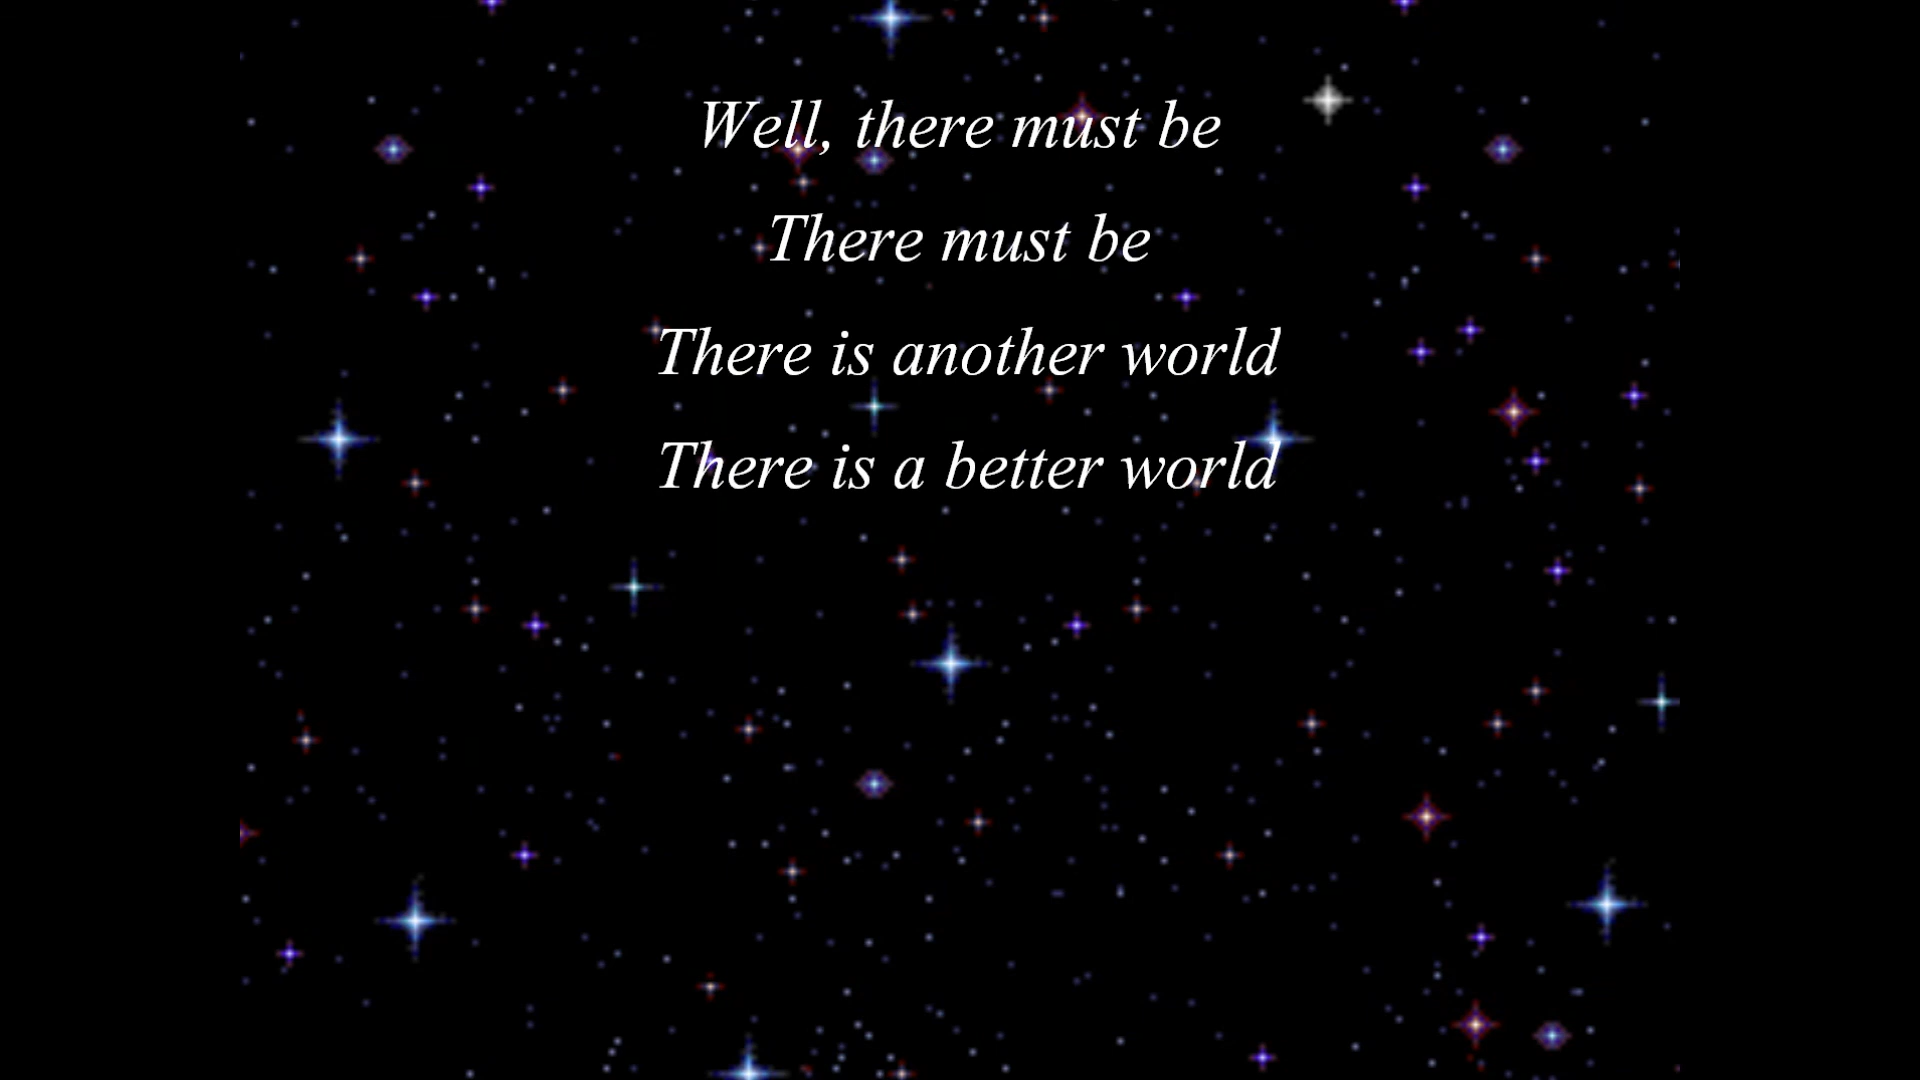 Well, there must be
There must be
There is another world
There is a better world